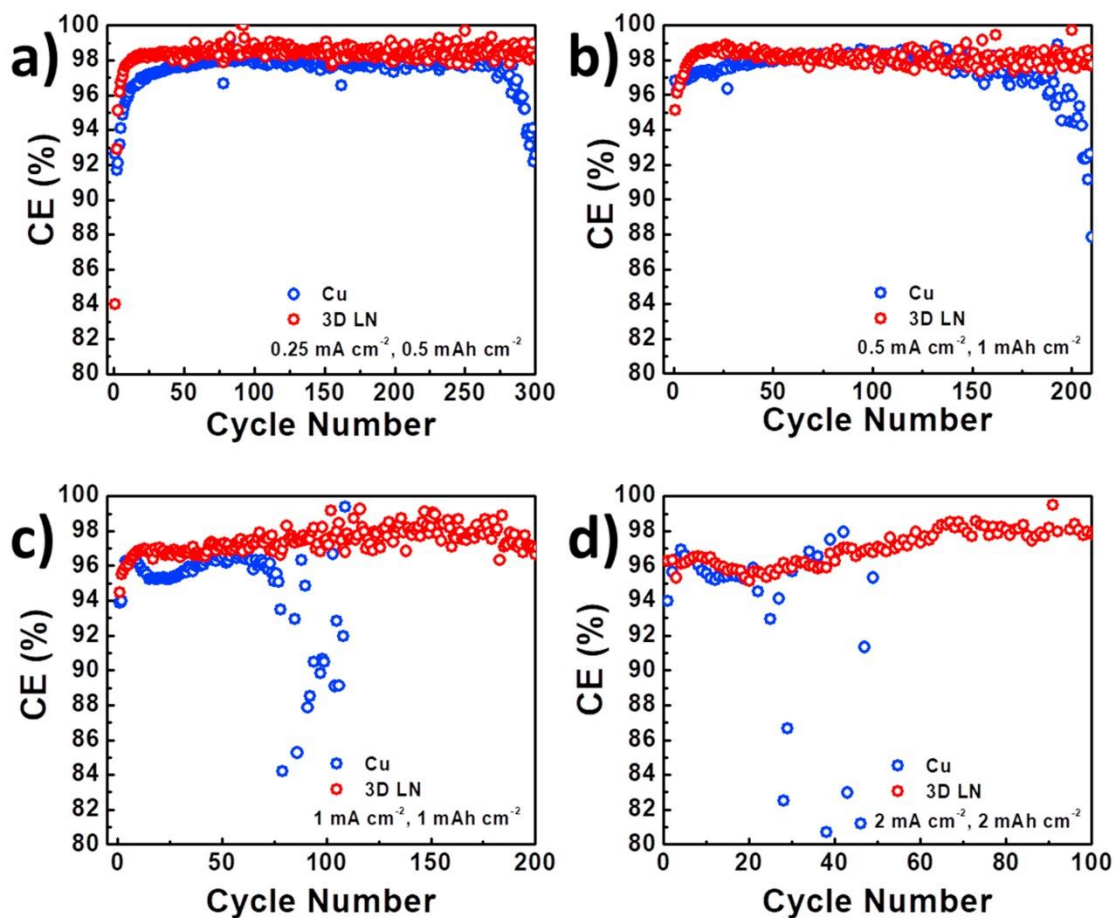 a)
CE (%)
100
98
96
94
92
90
88
86
84
82
80
Cu
3D LN
0.25 mA cm⁻², 0.5 mAh cm⁻²
0 50 100 150 200 250 300
Cycle Number
b)
CE (%)
100
98
96
94
92
90
88
86
84
82
80
Cu
3D LN
0.5 mA cm⁻², 1 mAh cm⁻²
0 50 100 150 200
Cycle Number
c)
CE (%)
100
98
96
94
92
90
88
86
84
82
80
Cu
3D LN
1 mA cm⁻², 1 mAh cm⁻²
0 50 100 150 200
Cycle Number
d)
CE (%)
100
98
96
94
92
90
88
86
84
82
80
Cu
3D LN
2 mA cm⁻², 2 mAh cm⁻²
0 20 40 60 80 100
Cycle Number